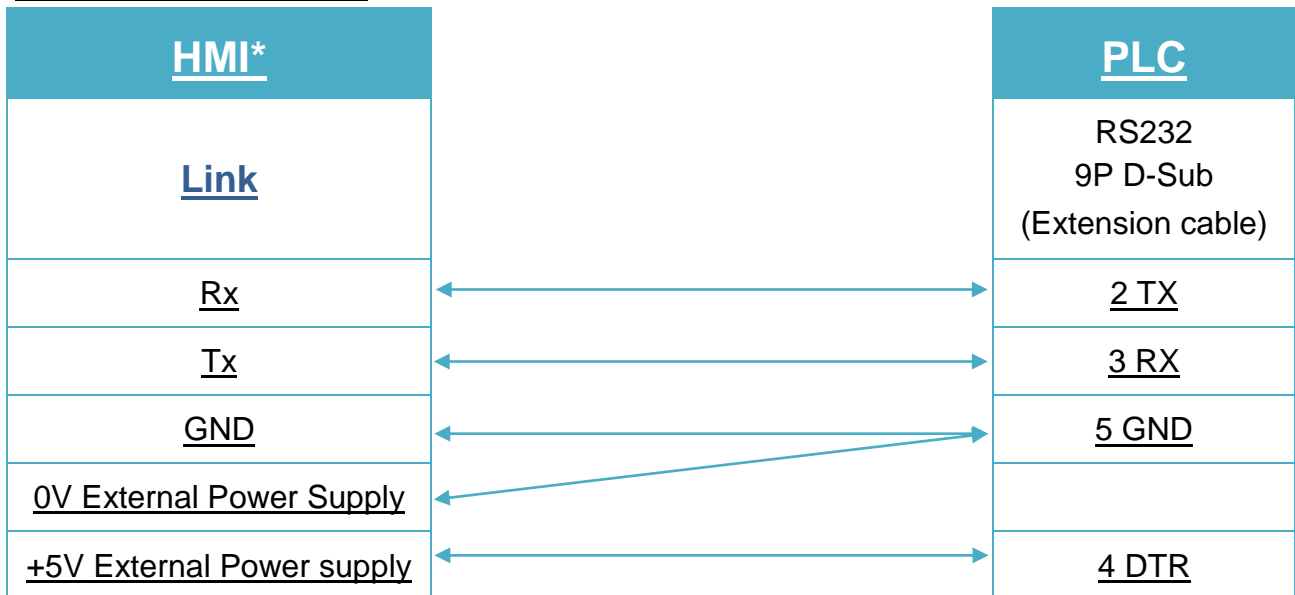 HMI* PLC
Link
RS232
9P D-Sub
(Extension cable)
Rx 2 TX
Tx 3 RX
GND 5 GND
0V External Power Supply
+5V External Power supply 4 DTR